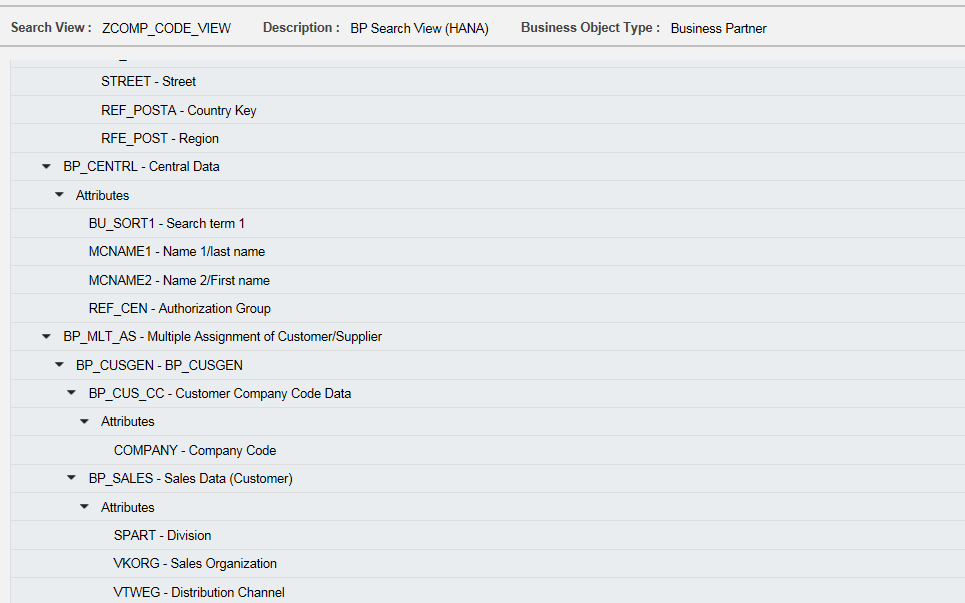 Search View : ZCOMP_CODE_VIEW Description : BP Search View (HANA) Business Object Type : Business Partner
STREET - Street
REF_POSTA - Country Key
RFE_POST - Region
BP_CENTRL - Central Data
Attributes
BU_SORT1 - Search term 1
MCNAME1 - Name 1/last name
MCNAME2 - Name 2/First name
REF_CEN - Authorization Group
BP_MLT_AS - Multiple Assignment of Customer/Supplier
BP_CUSGEN - BP_CUSGEN
BP_CUS_CC - Customer Company Code Data
Attributes
COMPANY - Company Code
BP_SALES - Sales Data (Customer)
Attributes
SPART - Division
VKORG - Sales Organization
VTWEG - Distribution Channel